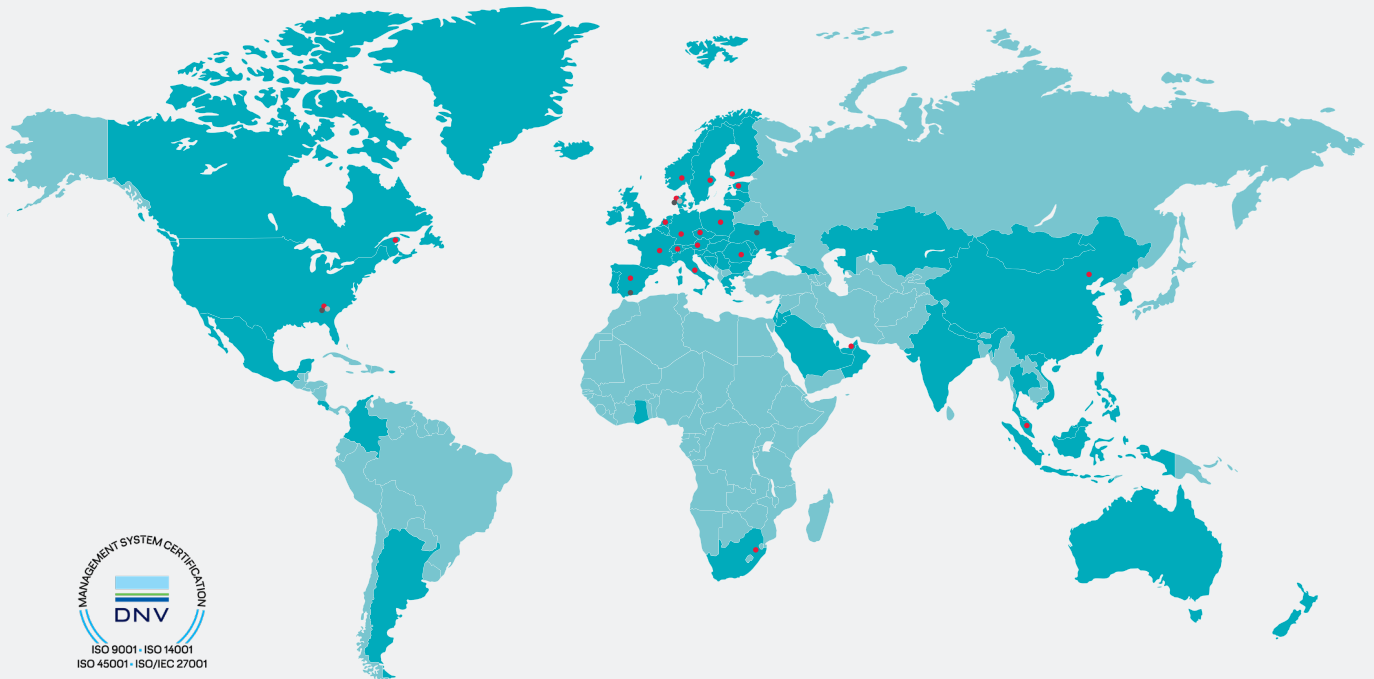 MANAGEMENT SYSTEM CERTIFICATION
DNV
ISO 9001 • ISO 14001
ISO 45001 • ISO/IEC 27001